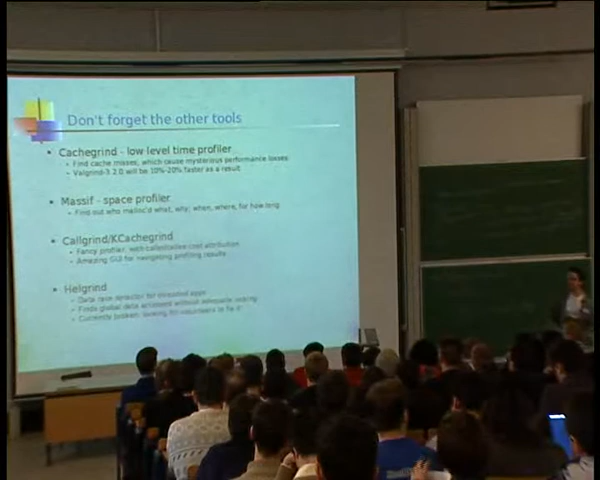 Don't forget the other tools
Cachegrind - low level time profiler
Find cache misses, which cause mysterious performance losses
Valgrind-3.2.0 will be 10%-20% faster as a result
Massif - space profiler
Find out who malloc'd what, why, when, where, for how long
Callgrind/KCachegrind
Fancy profiler, with call/callee cost attribution
Amazing GUI for navigating profiling results
Helgrind
Data race detector for threaded apps
Finds global data accessed without adequate locking
Currently broken; looking for volunteers to fix it